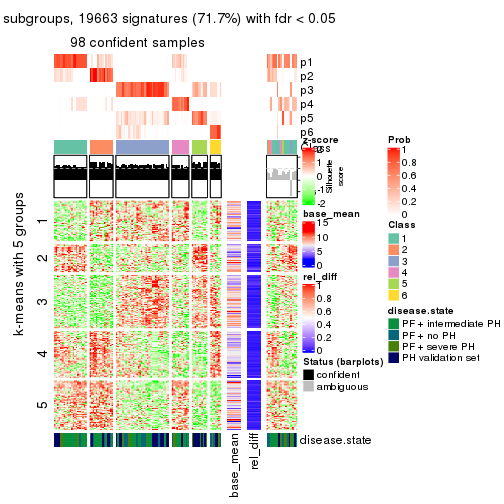 subgroups, 19663 signatures (71.7%) with fdr < 0.05
98 confident samples
p1
p2
p3
p4
p5
p6
Class
Silhouette
score
1
2
3
4
5
k-means with 5 groups
base_mean
rel_diff
disease.state
z-score
2
1
0
-1
-2
base_mean
15
10
5
0
rel_diff
1
0.8
0.6
0.4
0.2
0
Status (barplots)
confident
ambiguous
Prob
1
0.8
0.6
0.4
0.2
0
Class
1
2
3
4
5
6
disease.state
PF+ intermediate PH
PF+ no PH
PF+ severe PH
PH validation set